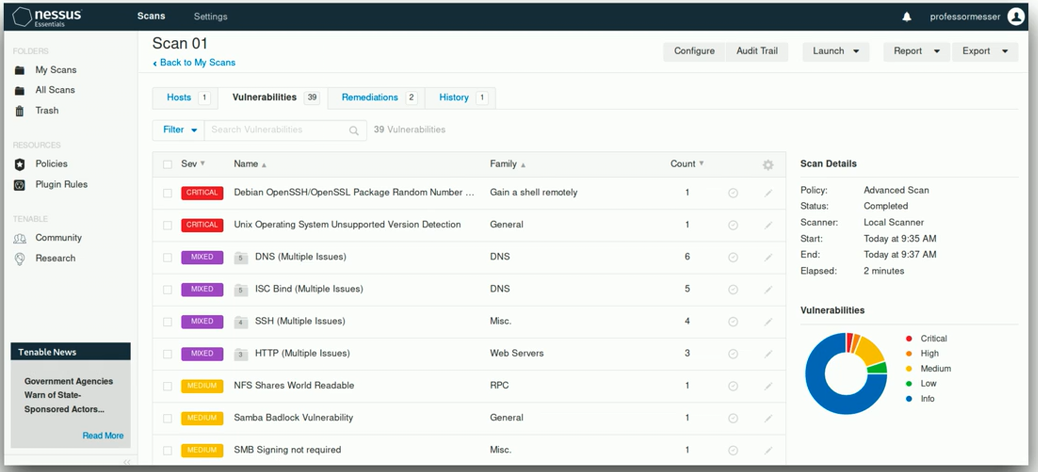 nessus
Essentials
Scans
Settings
professormesser
FOLDERS
My Scans
All Scans
Trash
RESOURCES
Policies
Plugin Rules
TENABLE
Community
Research
Tenable News
Government Agencies
Warn of State-
Sponsored Actors...
Read More
Scan 01
‹ Back to My Scans
Configure Audit Trail Launch Report Export
Hosts 1 Vulnerabilities 39 Remediations 2 History 1
Filter Search Vulnerabilities 39 Vulnerabilities
Sev Name Family Count
CRITICAL Debian OpenSSH/OpenSSL Package Random Number ... Gain a shell remotely 1
CRITICAL Unix Operating System Unsupported Version Detection General 1
MIXED 5 DNS (Multiple Issues) DNS 6
MIXED 5 ISC Bind (Multiple Issues) DNS 5
MIXED 4 SSH (Multiple Issues) Misc. 4
MIXED 3 HTTP (Multiple Issues) Web Servers 3
MEDIUM NFS Shares World Readable RPC 1
MEDIUM Samba Badlock Vulnerability General 1
MEDIUM SMB Signing not required Misc. 1
Scan Details
Policy: Advanced Scan
Status: Completed
Scanner: Local Scanner
Start: Today at 9:35 AM
End: Today at 9:37 AM
Elapsed: 2 minutes
Vulnerabilities
Critical
High
Medium
Low
Info